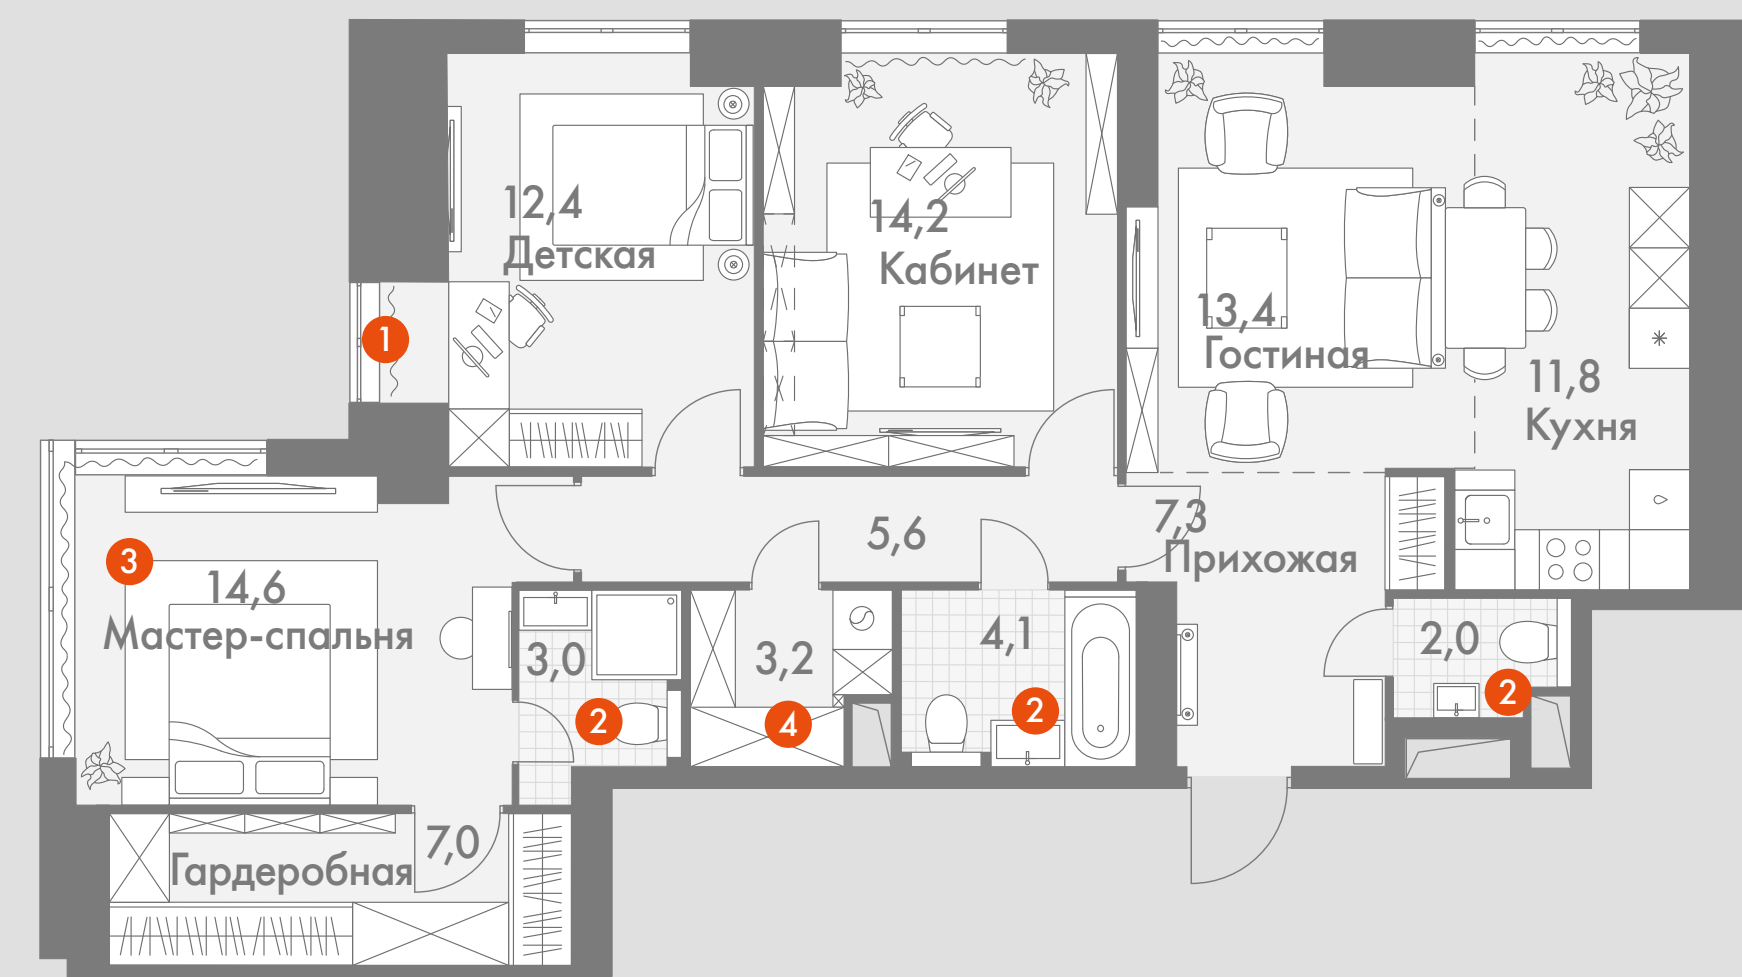 12,4
Детская
14,2
Кабинет
13,4
Гостиная
11,8
Кухня
1
5,6
7,3
Прихожая
3
14,6
Мастер-спальня
3,0
2
3,2
4
4,1
2
2,0
2
7,0
Гардеробная